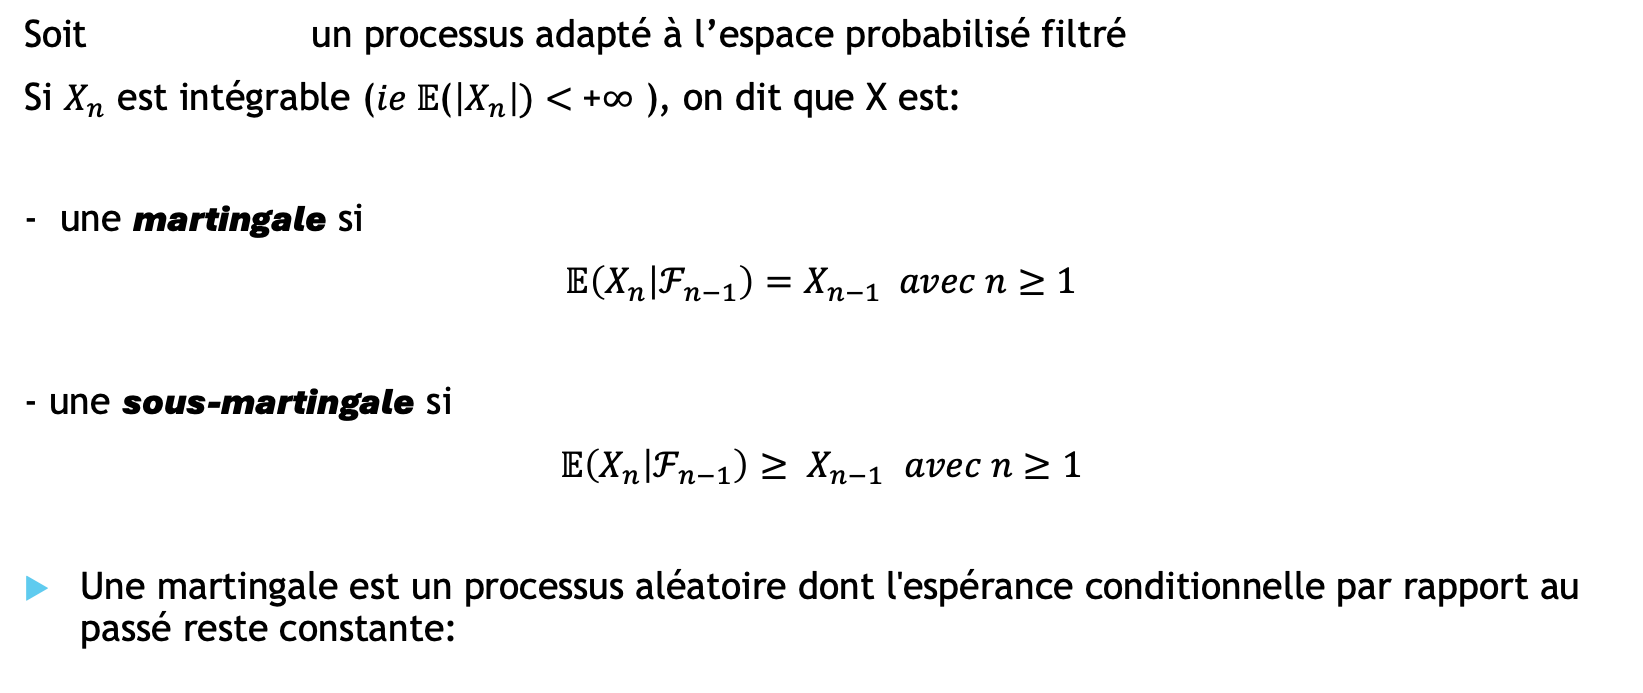 Soit un processus adapté à l’espace probabilisé filtré
Si 𝑋ₙ est intégrable (𝑖𝑒 𝔼(|𝑋ₙ|) < +∞ ), on dit que X est:
- une martingale si
𝔼(𝑋ₙ|ℱₙ₋₁) = 𝑋ₙ₋₁ 𝑎𝑣𝑒𝑐 𝑛 ≥ 1
- une sous-martingale si
𝔼(𝑋ₙ|ℱₙ₋₁) ≥ 𝑋ₙ₋₁ 𝑎𝑣𝑒𝑐 𝑛 ≥ 1
Une martingale est un processus aléatoire dont l'espérance conditionnelle par rapport au
passé reste constante: